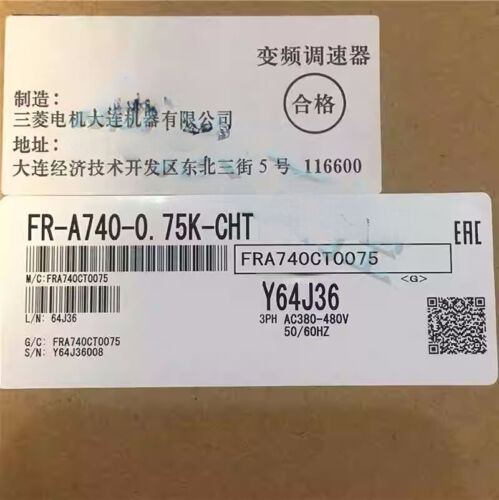 变频调速器
制造：
合格
三菱电机大连机器有限公司
地址：
大连经济技术开发区东北三街5号 116600
FR-A740-0.75K-CHT
EAC
FRA740CT0075
M/C:FRA740CT0075
<G>
Y64J36
L/N: 64J36
3PH AC380-480V
50/60HZ
G/C: FRA740CT0075
S/N: Y64J36008